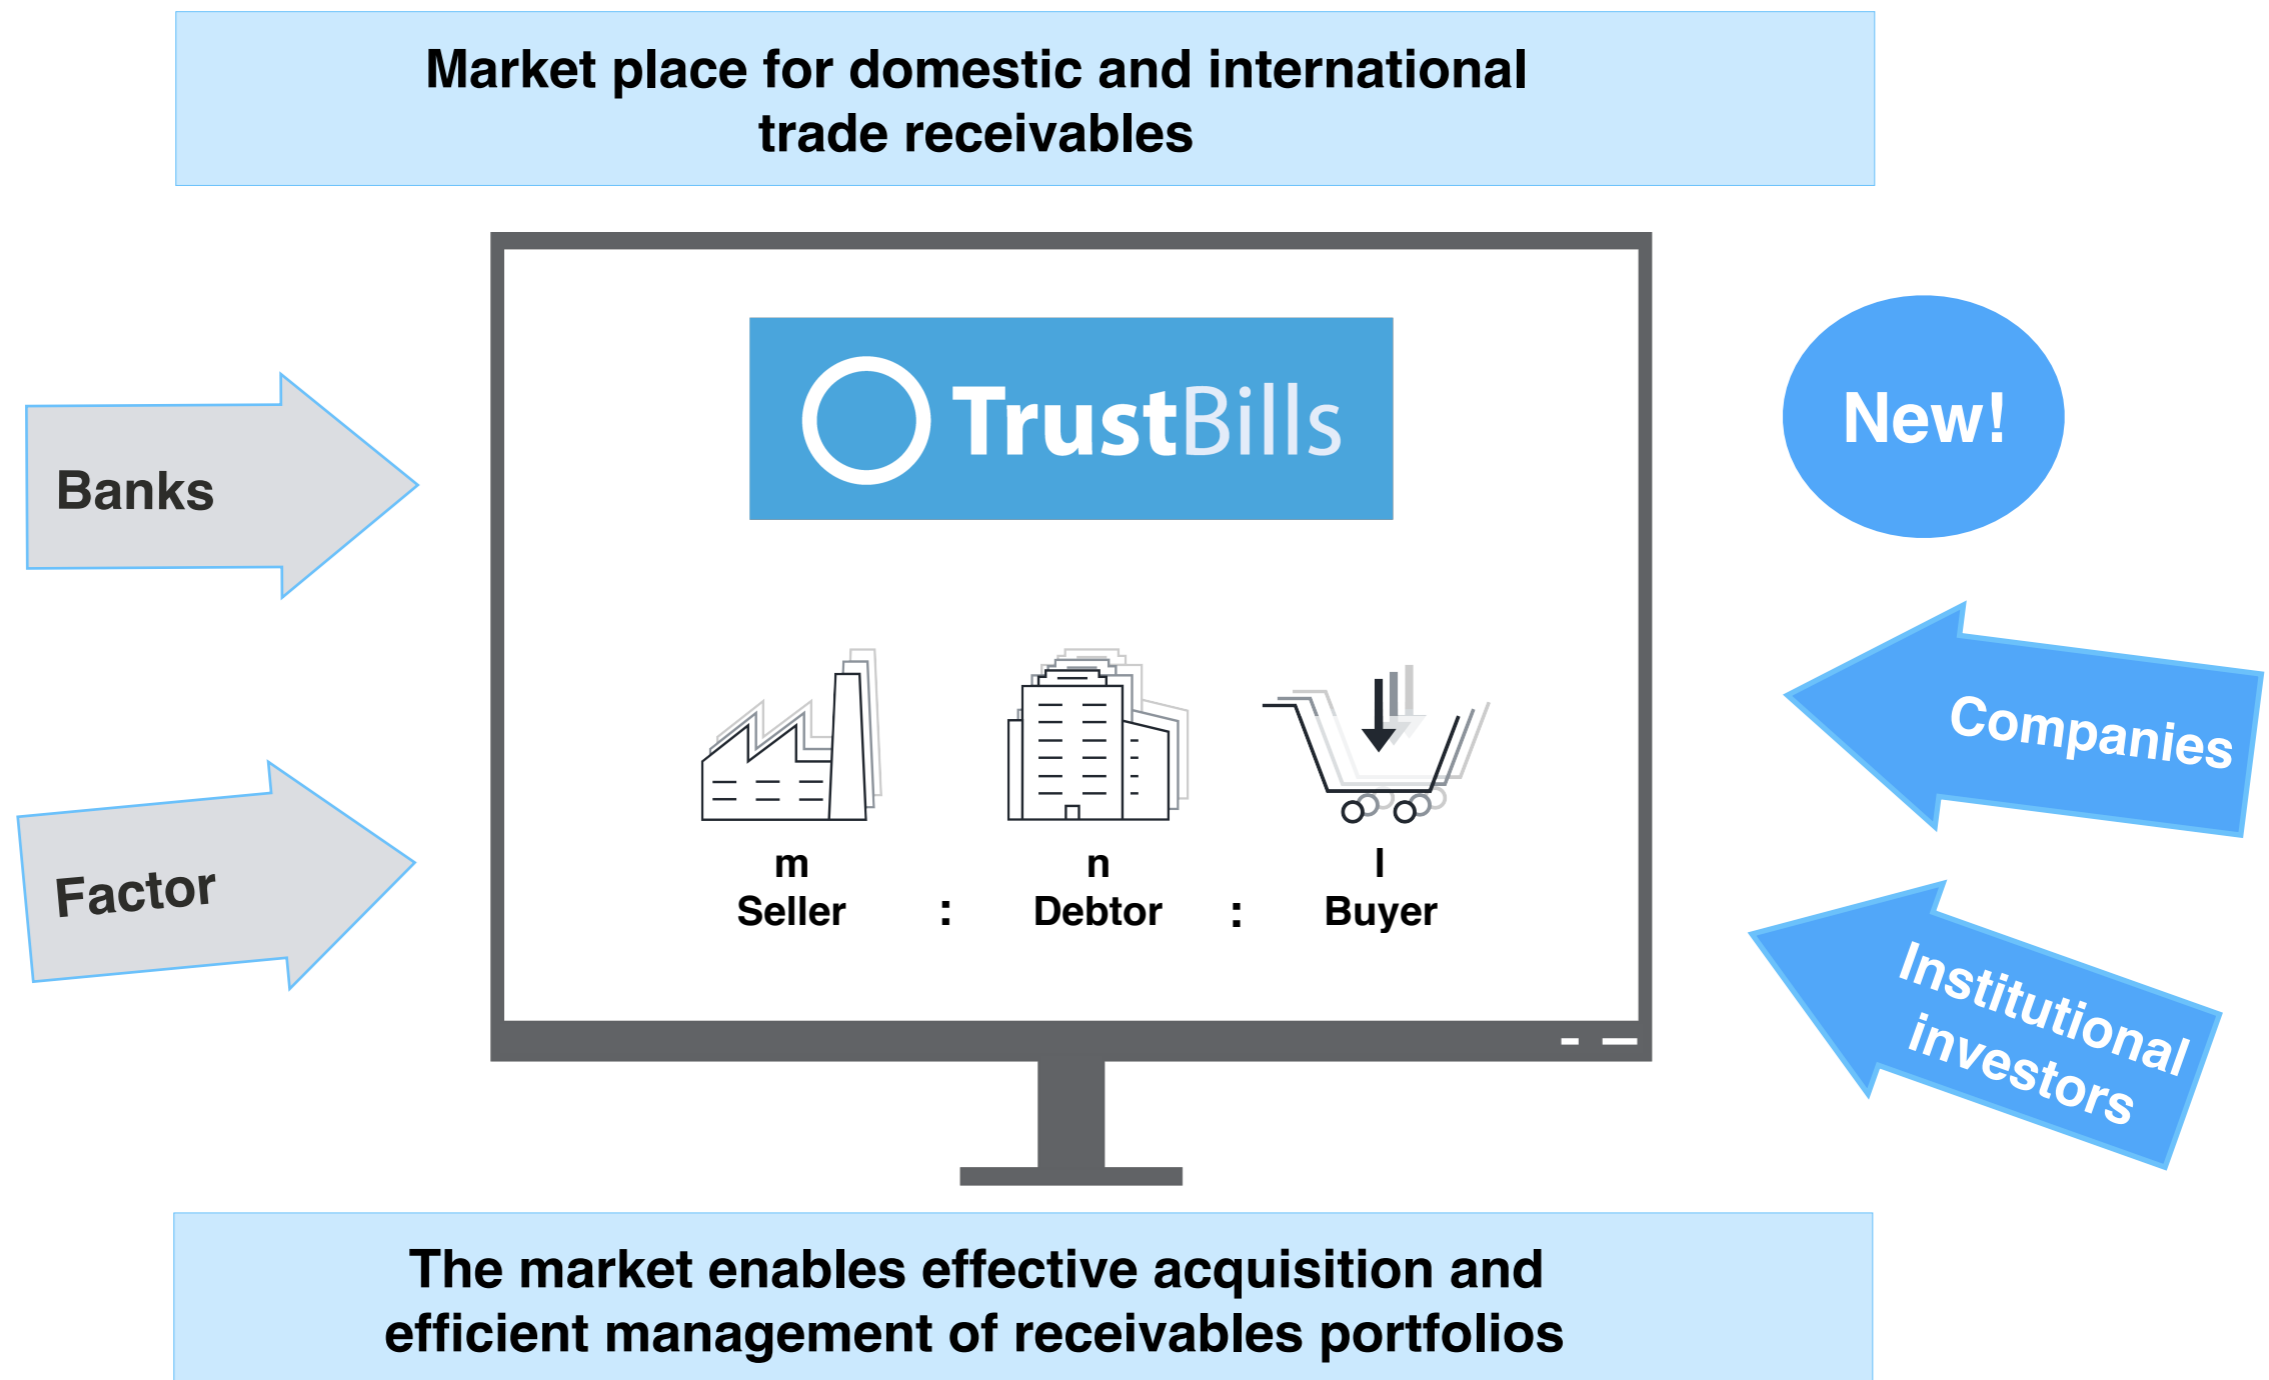 Market place for domestic and international
trade receivables
TrustBills
New!
Banks
Companies
Factor
m
n
l
Seller : Debtor : Buyer
Institutional
investors
The market enables effective acquisition and
efficient management of receivables portfolios